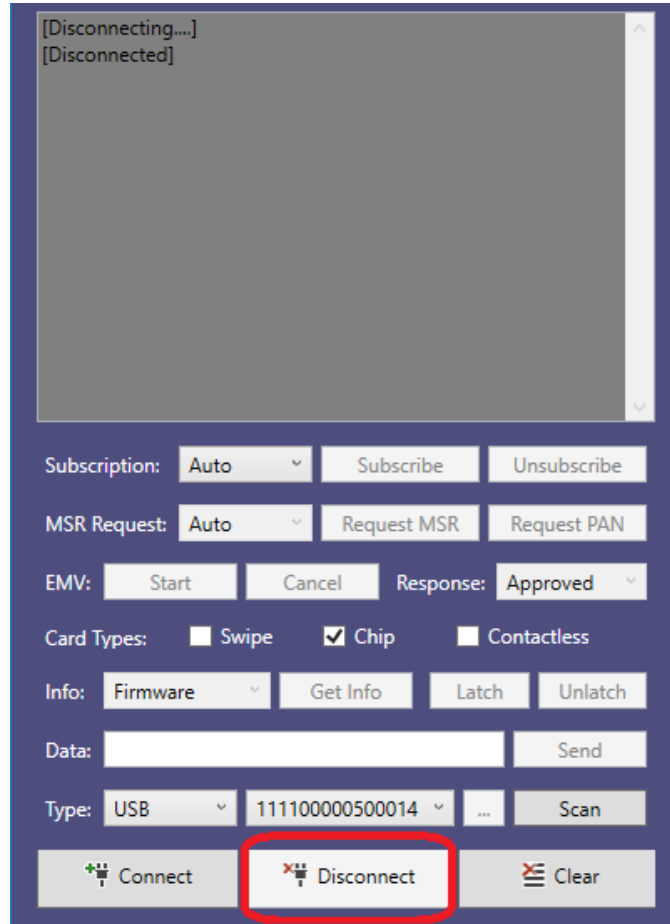 [Disconnecting....]
[Disconnected]
Subscription: Auto Subscribe Unsubscribe
MSR Request: Auto Request MSR Request PAN
EMV: Start Cancel Response: Approved
Card Types: Swipe Chip Contactless
Info: Firmware Get Info Latch Unlatch
Data: Send
Type: USB 111100000500014 ... Scan
Connect Disconnect Clear